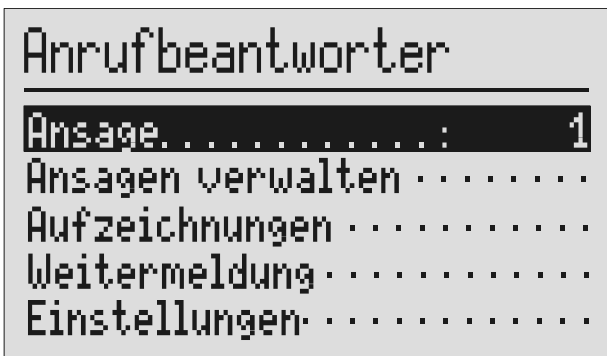 Anrufbeantworter
Ansage............: 1
Ansagen verwalten ········
Aufzeichnungen ···········
Weitermeldung ············
Einstellungen·············